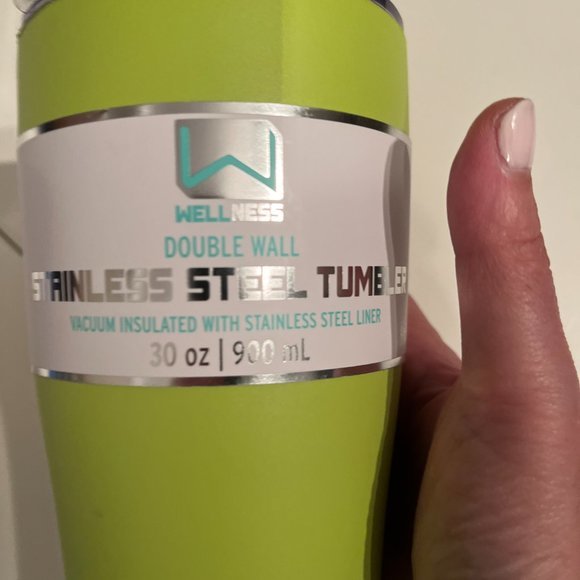 W
WELLNESS
DOUBLE WALL
STAINLESS STEEL TUMBLER
VACUUM INSULATED WITH STAINLESS STEEL LINER
30 oz | 900 mL